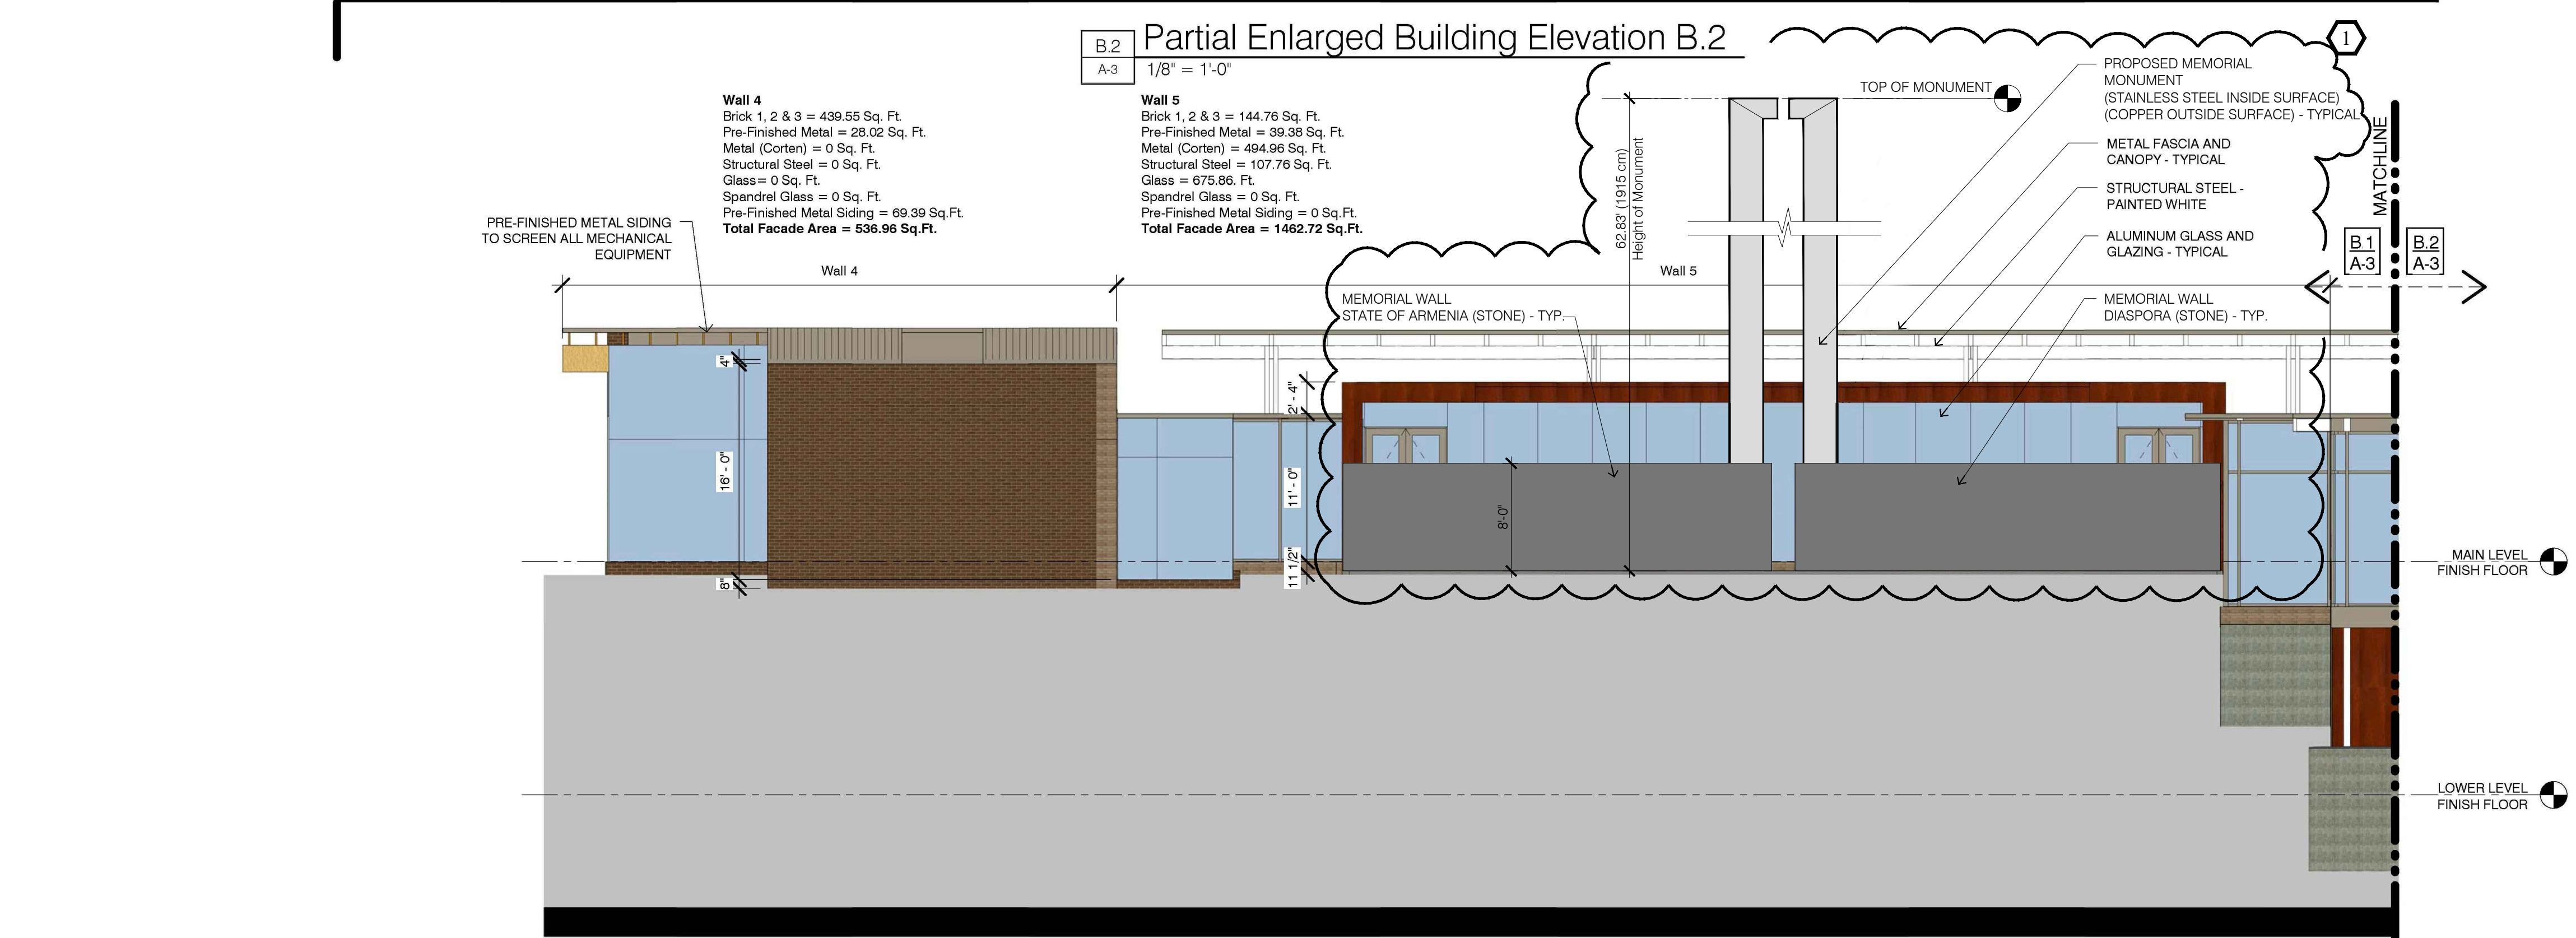 B.2
A-3
Partial Enlarged Building Elevation B.2
1/8" = 1'-0"
1
Wall 4
Brick 1, 2 & 3 = 439.55 Sq. Ft.
Pre-Finished Metal = 28.02 Sq. Ft.
Metal (Corten) = 0 Sq. Ft.
Structural Steel = 0 Sq. Ft.
Glass= 0 Sq. Ft.
Spandrel Glass = 0 Sq. Ft.
Pre-Finished Metal Siding = 69.39 Sq.Ft.
Total Facade Area = 536.96 Sq.Ft.
Wall 5
Brick 1, 2 & 3 = 144.76 Sq. Ft.
Pre-Finished Metal = 39.38 Sq. Ft.
Metal (Corten) = 494.96 Sq. Ft.
Structural Steel = 107.76 Sq. Ft.
Glass = 675.86. Ft.
Spandrel Glass = 0 Sq. Ft.
Pre-Finished Metal Siding = 0 Sq.Ft.
Total Facade Area = 1462.72 Sq.Ft.
TOP OF MONUMENT
PROPOSED MEMORIAL
MONUMENT
(STAINLESS STEEL INSIDE SURFACE)
(COPPER OUTSIDE SURFACE) - TYPICAL
METAL FASCIA AND
CANOPY - TYPICAL
STRUCTURAL STEEL -
PAINTED WHITE
ALUMINUM GLASS AND
GLAZING - TYPICAL
MEMORIAL WALL
DIASPORA (STONE) - TYP.
MATCHLINE
B.1
A-3
B.2
A-3
PRE-FINISHED METAL SIDING
TO SCREEN ALL MECHANICAL
EQUIPMENT
Wall 4
Wall 5
62.83' (1915 cm)
Height of Monument
MEMORIAL WALL
STATE OF ARMENIA (STONE) - TYP.
4"
16' - 0"
8"
2' - 4"
11' - 0"
11 1/2"
8'-0"
MAIN LEVEL
FINISH FLOOR
LOWER LEVEL
FINISH FLOOR